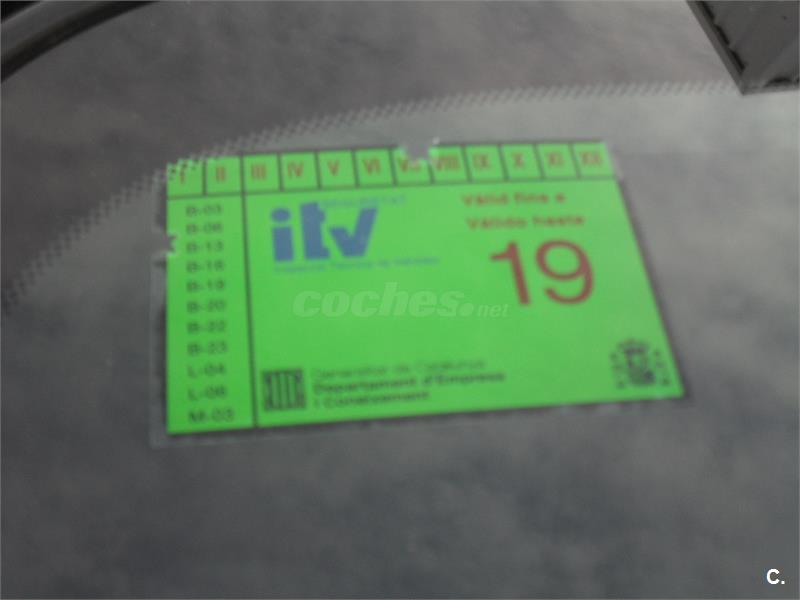 I II III IV V VI VII VIII IX X XI XII
B-03
B-06
B-13
B-16
B-19
B-20
B-22
B-23
L-04
L-06
M-03
itv
Vàlid fins a
Válido hasta
19
coches.net
Generalitat de Catalunya
Departament d'Empresa
i Coneixement
C.